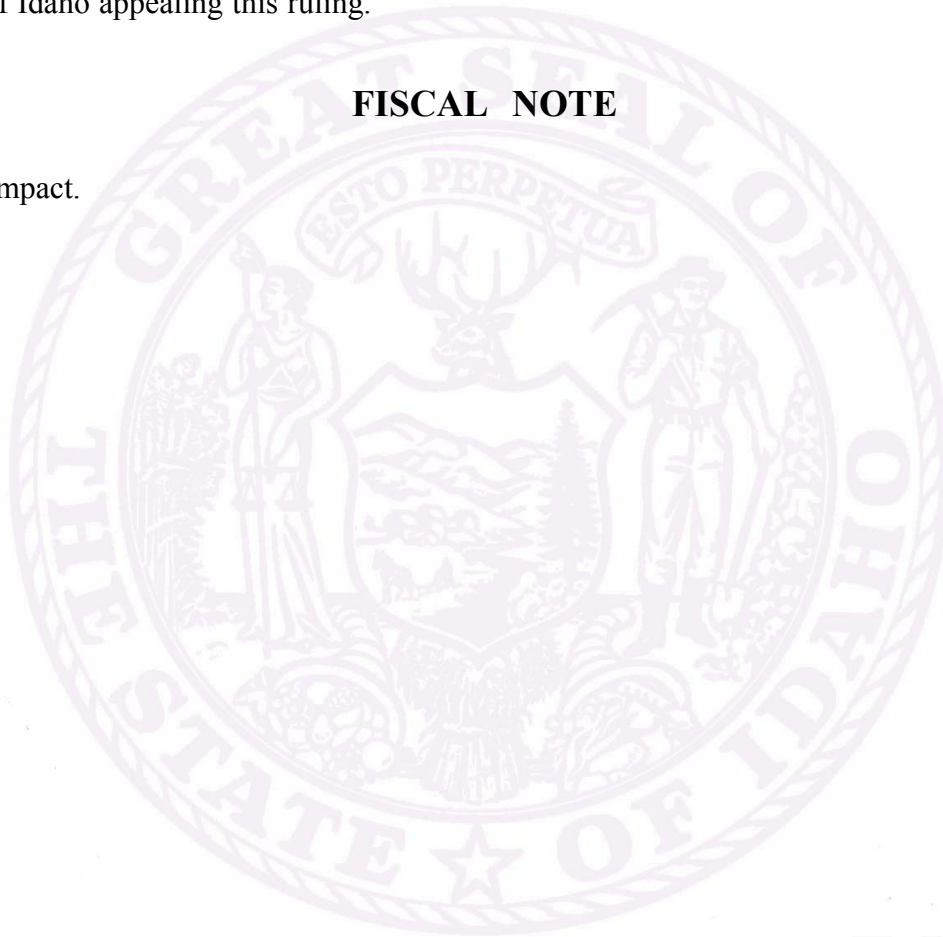 f Idaho appealing this ruling.
FISCAL NOTE
mpact.
GREAT SEAL OF
ESTO PERPETUA
THE STATE OF IDAHO